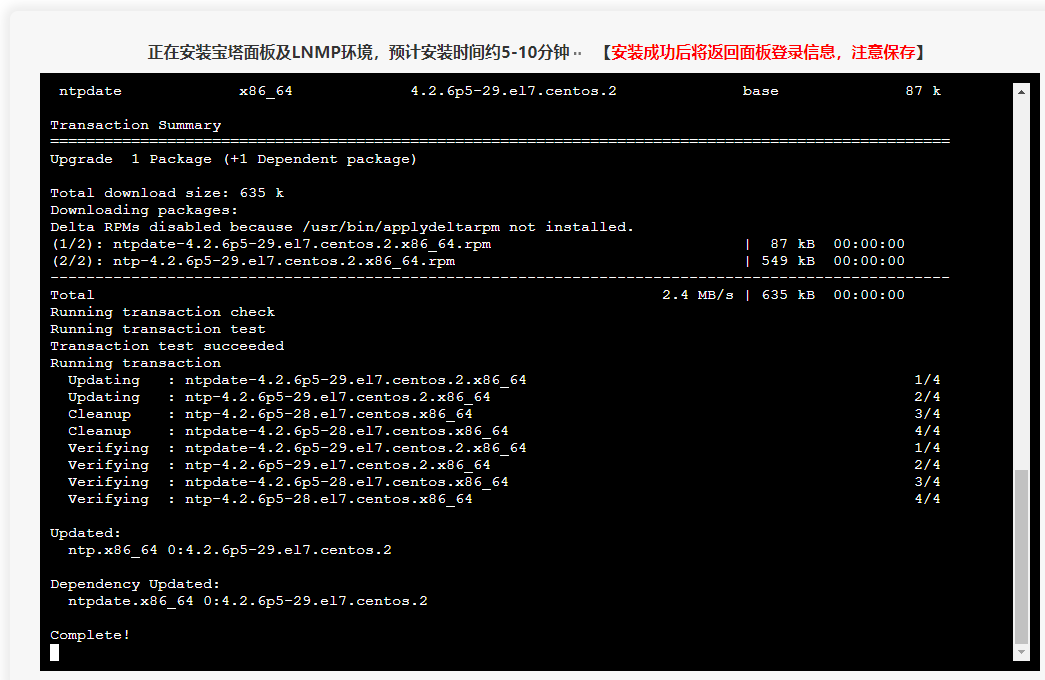 正在安装宝塔面板及LNMP环境，预计安装时间约5-10分钟·· 【安装成功后将返回面板登录信息，注意保存】
ntpdate x86_64 4.2.6p5-29.el7.centos.2 base 87 k
Transaction Summary
====================================================================================================
Upgrade  1 Package (+1 Dependent package)
Total download size: 635 k
Downloading packages:
Delta RPMs disabled because /usr/bin/applydeltarpm not installed.
(1/2): ntpdate-4.2.6p5-29.el7.centos.2.x86_64.rpm | 87 kB 00:00:00
(2/2): ntp-4.2.6p5-29.el7.centos.2.x86_64.rpm | 549 kB 00:00:00
----------------------------------------------------------------------------------------------------
Total 2.4 MB/s | 635 kB 00:00:00
Running transaction check
Running transaction test
Transaction test succeeded
Running transaction
Updating : ntpdate-4.2.6p5-29.el7.centos.2.x86_64 1/4
Updating : ntp-4.2.6p5-29.el7.centos.2.x86_64 2/4
Cleanup : ntp-4.2.6p5-28.el7.centos.x86_64 3/4
Cleanup : ntpdate-4.2.6p5-28.el7.centos.x86_64 4/4
Verifying : ntpdate-4.2.6p5-29.el7.centos.2.x86_64 1/4
Verifying : ntp-4.2.6p5-29.el7.centos.2.x86_64 2/4
Verifying : ntpdate-4.2.6p5-28.el7.centos.x86_64 3/4
Verifying : ntp-4.2.6p5-28.el7.centos.x86_64 4/4
Updated:
ntp.x86_64 0:4.2.6p5-29.el7.centos.2
Dependency Updated:
ntpdate.x86_64 0:4.2.6p5-29.el7.centos.2
Complete!